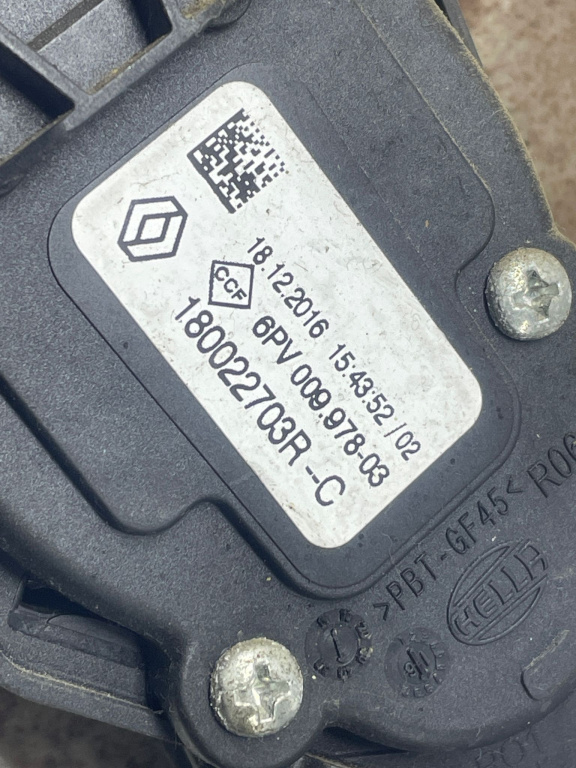 18.12.2016 15:43:52/02
CCF
6PV 009.978-03
180022703R --C
>PBT-GF45<
HELLA